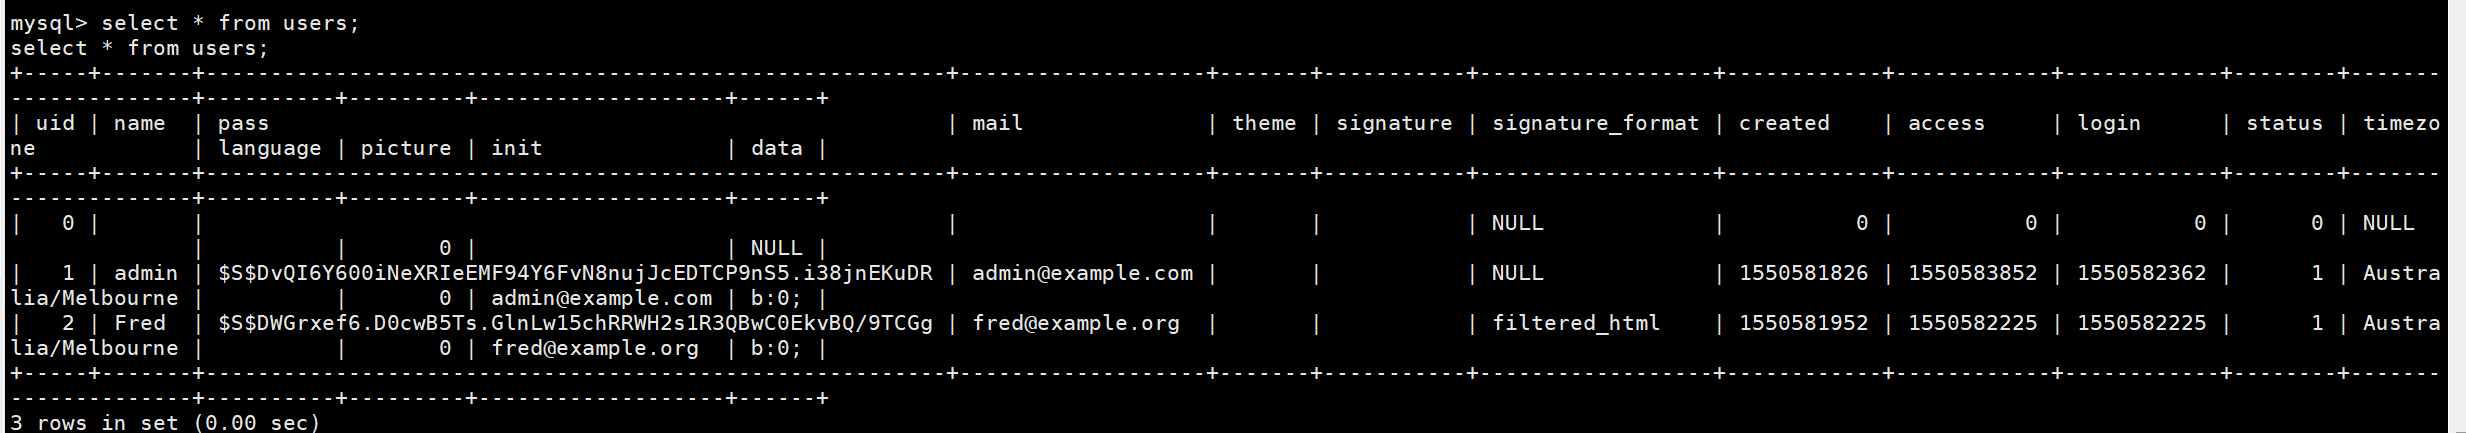 mysql> select * from users;
select * from users;
+-----+-------+---------------------------------------------------------+-------------------+-------+-----------+------------------+------------+------------+------------+--------+-------
--------------+----------+---------+-------------------+------+
| uid | name  | pass                                                    | mail              | theme | signature | signature_format | created    | access     | login      | status | timezo
ne            | language | picture | init              | data |
+-----+-------+---------------------------------------------------------+-------------------+-------+-----------+------------------+------------+------------+------------+--------+-------
--------------+----------+---------+-------------------+------+
|   0 |       |                                                         |                   |       |           | NULL             |          0 |          0 |          0 |      0 | NULL
              |          |       0 |                   | NULL |
|   1 | admin | $S$DvQI6Y600iNeXRIeEMF94Y6FvN8nujJcEDTCP9nS5.i38jnEKuDR | admin@example.com |       |           | NULL             | 1550581826 | 1550583852 | 1550582362 |      1 | Austra
lia/Melbourne |          |       0 | admin@example.com | b:0; |
|   2 | Fred  | $S$DWGrxef6.D0cwB5Ts.GlnLw15chRRWH2s1R3QBwC0EkvBQ/9TCGg | fred@example.org  |       |           | filtered_html    | 1550581952 | 1550582225 | 1550582225 |      1 | Austra
lia/Melbourne |          |       0 | fred@example.org  | b:0; |
+-----+-------+---------------------------------------------------------+-------------------+-------+-----------+------------------+------------+------------+------------+--------+-------
--------------+----------+---------+-------------------+------+
3 rows in set (0.00 sec)